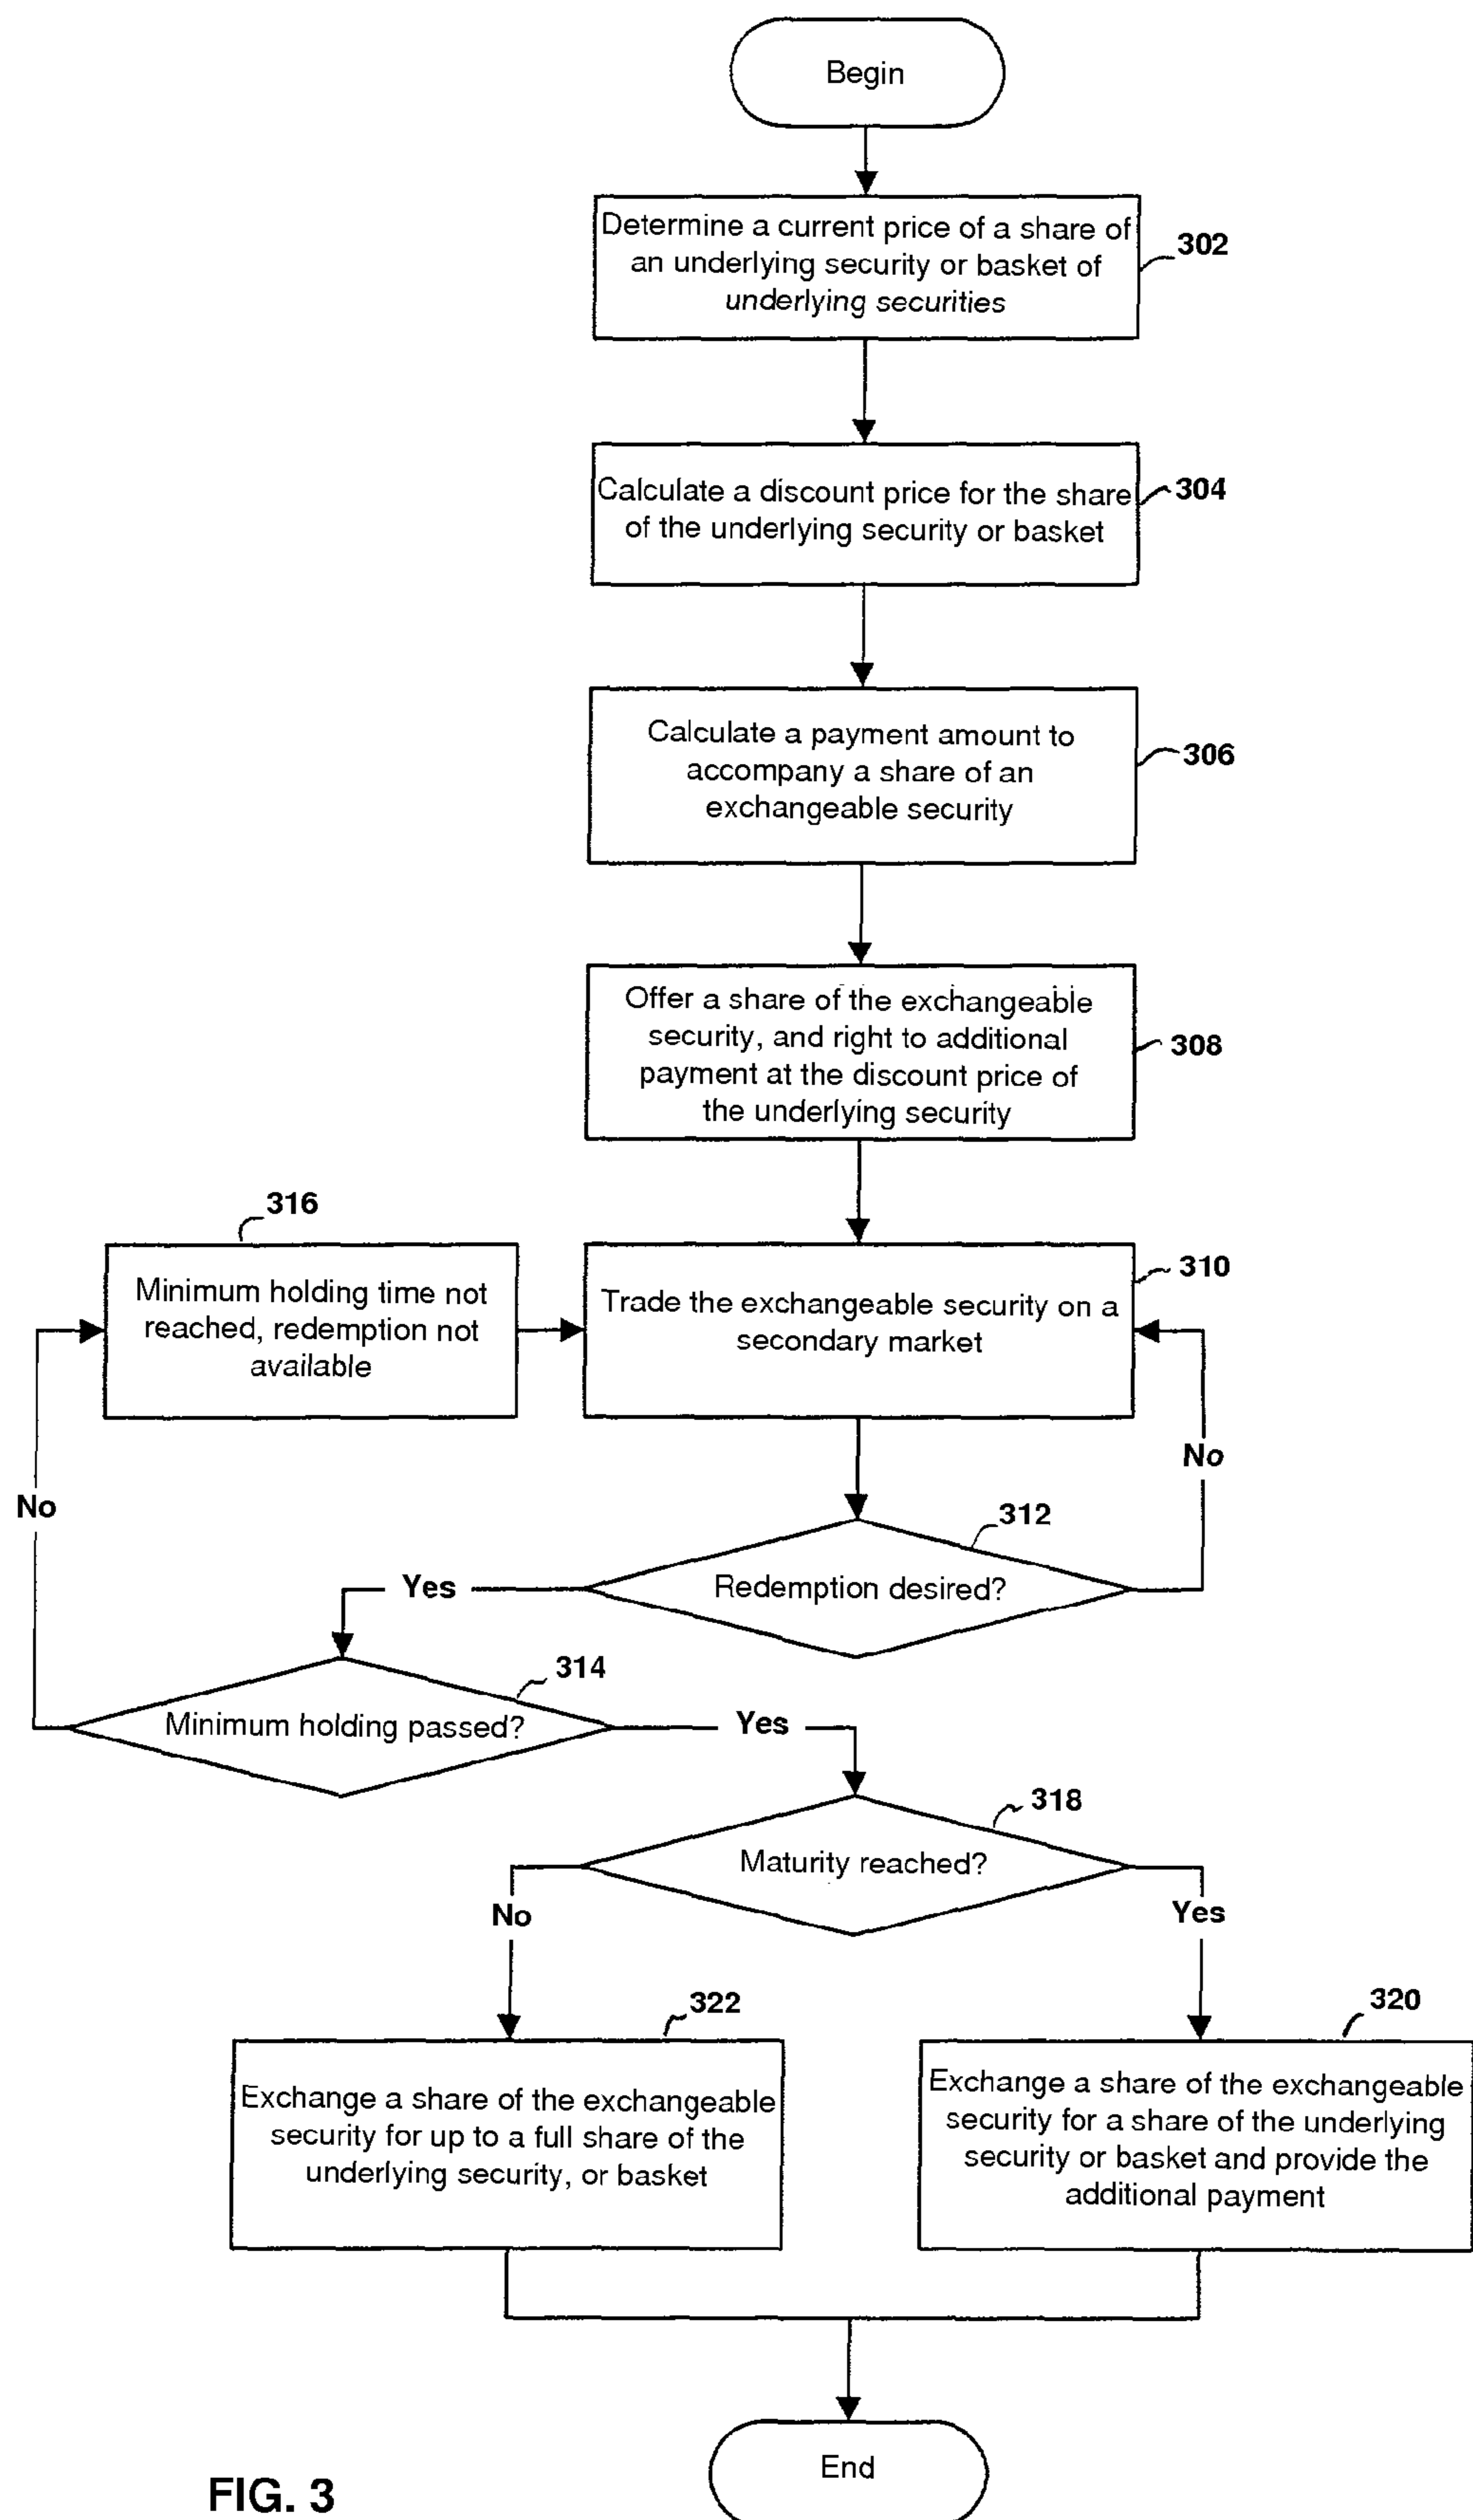 Begin
Determine a current price of a share of
an underlying security or basket of
underlying securities
302
Calculate a discount price for the share
of the underlying security or basket
304
Calculate a payment amount to
accompany a share of an
exchangeable security
306
Offer a share of the exchangeable
security, and right to additional
payment at the discount price of
the underlying security
308
316
Minimum holding time not
reached, redemption not
available
Trade the exchangeable security on a
secondary market
310
No
No
312
Redemption desired?
Yes
314
Minimum holding passed?
Yes
318
Maturity reached?
No
Yes
322
Exchange a share of the exchangeable
security for up to a full share of the
underlying security, or basket
320
Exchange a share of the exchangeable
security for a share of the underlying
security or basket and provide the
additional payment
End
FIG. 3